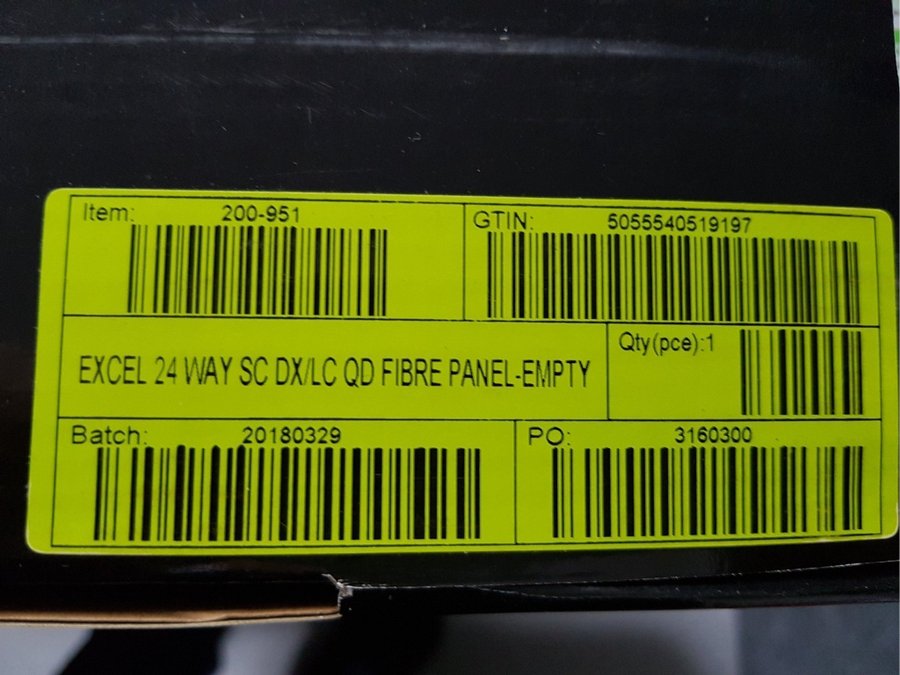 Item: 200-951
GTIN: 5055540519197
EXCEL 24 WAY SC DX/LC QD FIBRE PANEL-EMPTY
Qty(pce):1
Batch: 20180329
PO: 3160300